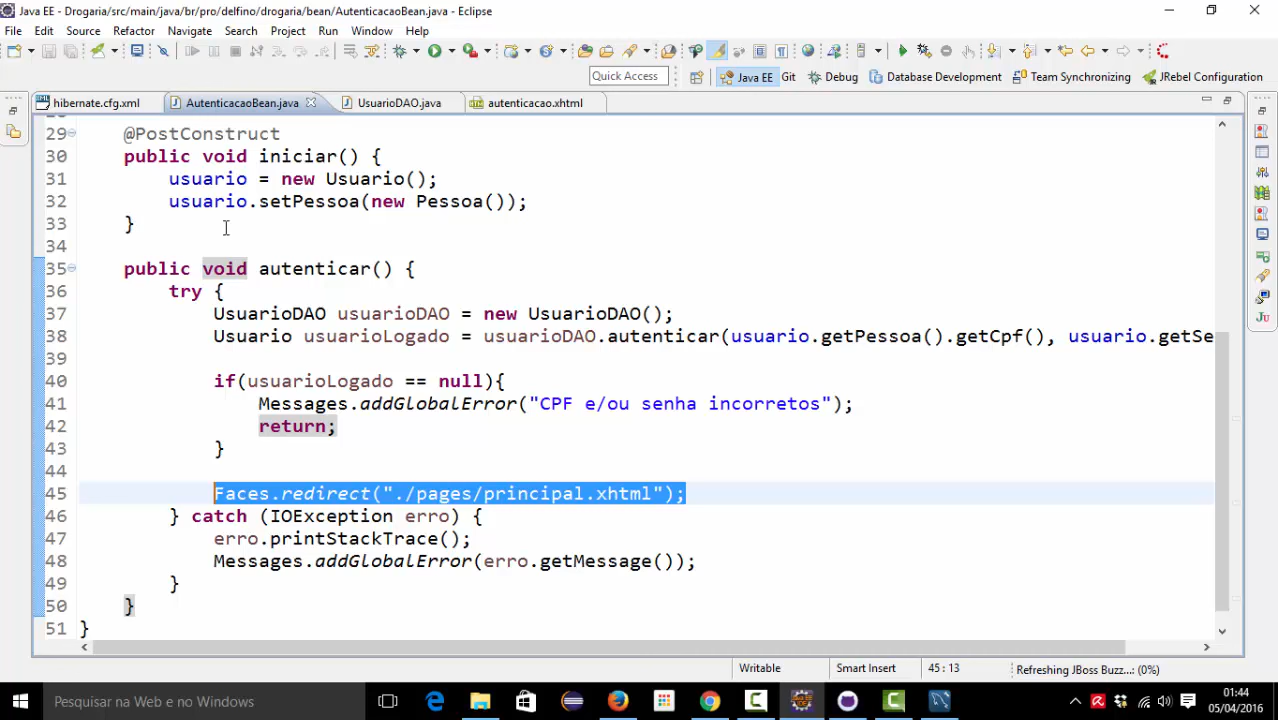 Java EE - Drogaria/src/main/java/br/pro/delfino/drogaria/bean/AutenticacaoBean.java - Eclipse
File Edit Source Refactor Navigate Search Project Run Window Help
Quick Access Java EE Git Debug Database Development Team Synchronizing JRebel Configuration
hibernate.cfg.xml AutenticacaoBean.java UsuarioDAO.java autenticacao.xhtml
29 @PostConstruct
30 public void iniciar() {
31 usuario = new Usuario();
32 usuario.setPessoa(new Pessoa());
33 }
34
35 public void autenticar() {
36 try {
37 UsuarioDAO usuarioDAO = new UsuarioDAO();
38 Usuario usuarioLogado = usuarioDAO.autenticar(usuario.getPessoa().getCpf(), usuario.getSe
39
40 if(usuarioLogado == null){
41 Messages.addGlobalError("CPF e/ou senha incorretos");
42 return;
43 }
44
45 Faces.redirect("./pages/principal.xhtml");
46 } catch (IOException erro) {
47 erro.printStackTrace();
48 Messages.addGlobalError(erro.getMessage());
49 }
50 }
51 }
Writable Smart Insert 45 : 13 Refreshing JBoss Buzz...: (0%)
Pesquisar na Web e no Windows 01:44
05/04/2016